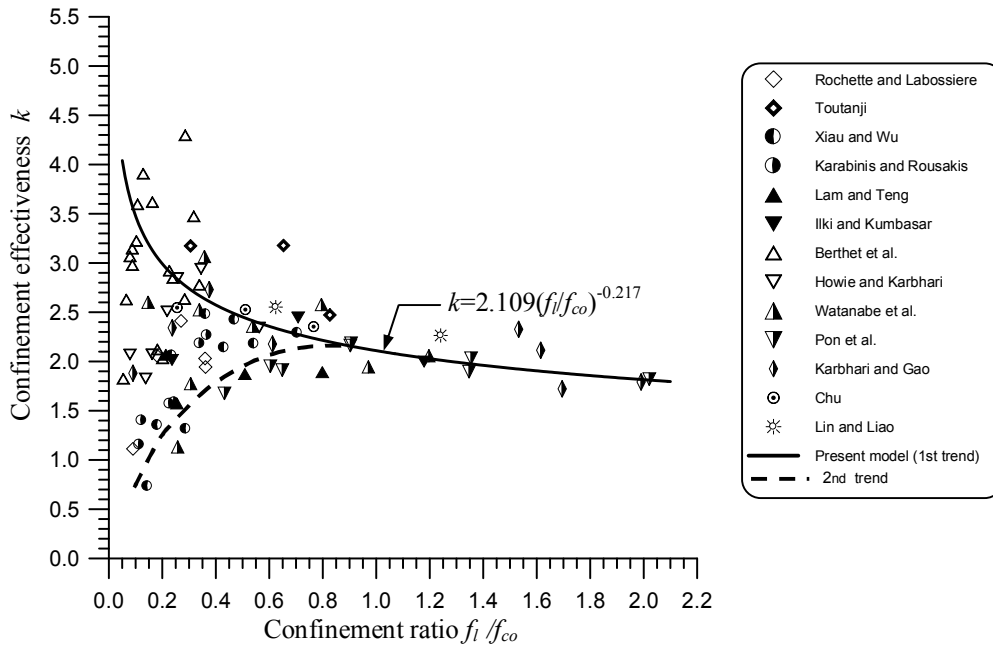 5.5
5.0
4.5
4.0
3.5
3.0
2.5
2.0
1.5
1.0
0.5
0.0
Confinement effectiveness k
k=2.109(fl/fco)^-0.217
0.0 0.2 0.4 0.6 0.8 1.0 1.2 1.4 1.6 1.8 2.0 2.2
Confinement ratio fl /fco
Rochette and Labossiere
Toutanji
Xiau and Wu
Karabinis and Rousakis
Lam and Teng
Ilki and Kumbasar
Berthet et al.
Howie and Karbhari
Watanabe et al.
Pon et al.
Karbhari and Gao
Chu
Lin and Liao
Present model (1st trend)
2nd trend